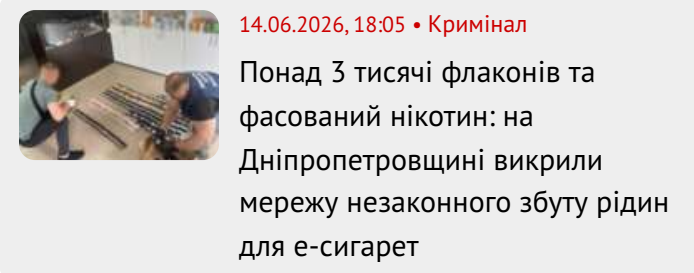 14.06.2026, 18:05 • Кримінал
Понад 3 тисячі флаконів та
фасований нікотин: на
Дніпропетровщині викрили
мережу незаконного збуту рідин
для е-сигарет